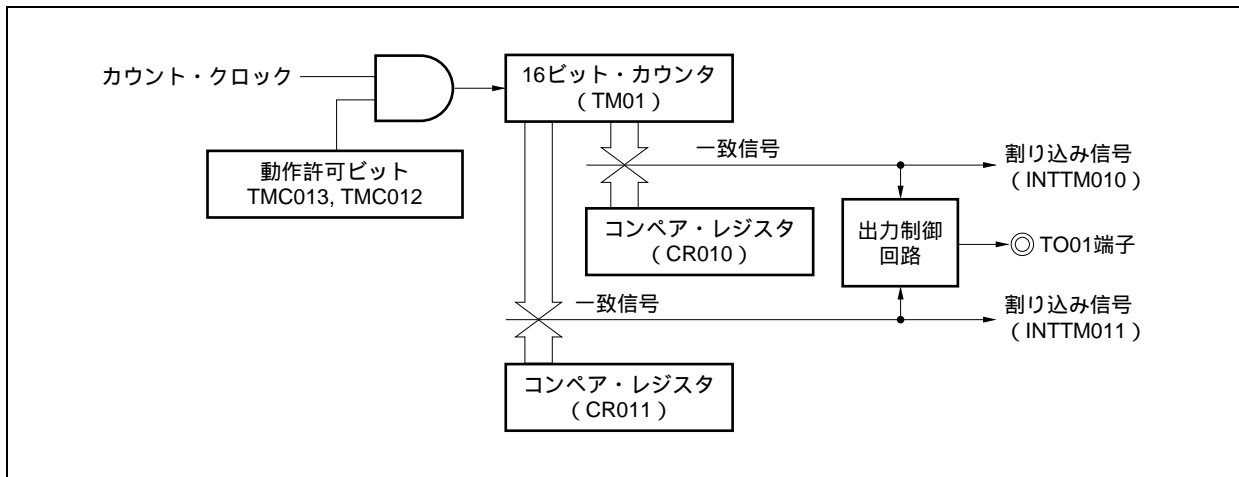 カウント・クロック
16ビット・カウンタ
（TM01）
動作許可ビット
TMC013, TMC012
一致信号
割り込み信号
（INTTM010）
コンペア・レジスタ
（CR010）
出力制御
回路
TO01端子
一致信号
割り込み信号
（INTTM011）
コンペア・レジスタ
（CR011）